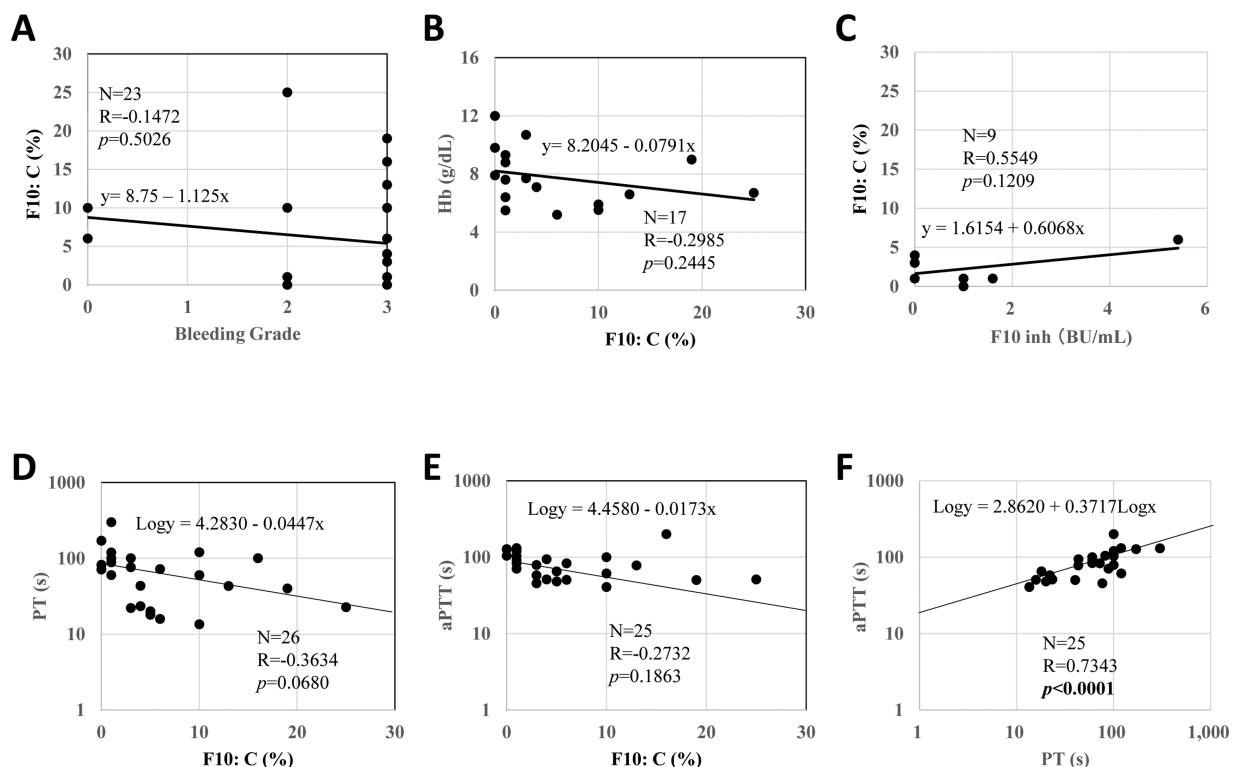 A
30
25
20
15
10
5
0
F10: C (%)
N=23
R=-0.1472
p=0.5026
y= 8.75 – 1.125x
0 1 2 3
Bleeding Grade
B
16
12
8
4
0
Hb (g/dL)
y= 8.2045 - 0.0791x
N=17
R=-0.2985
p=0.2445
0 10 20 30
F10: C (%)
C
30
25
20
15
10
5
0
F10: C (%)
N=9
R=0.5549
p=0.1209
y = 1.6154 + 0.6068x
0 2 4 6
F10 inh (BU/mL)
D
1000
100
10
1
PT (s)
Logy = 4.2830 - 0.0447x
N=26
R=-0.3634
p=0.0680
0 10 20 30
F10: C (%)
E
1000
100
10
1
aPTT (s)
Logy = 4.4580 - 0.0173x
N=25
R=-0.2732
p=0.1863
0 10 20 30
F10: C (%)
F
1000
100
10
1
aPTT (s)
Logy = 2.8620 + 0.3717Logx
N=25
R=0.7343
p<0.0001
1 10 100 1,000
PT (s)